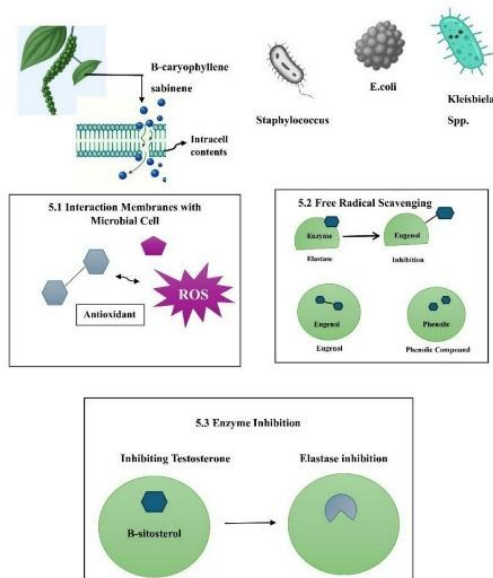 B-caryophyllene
sabinene
Intracell
contents
Staphylococcus
E.coli
Kleisbiela
Spp.
5.1 Interaction Membranes with
Microbial Cell
Antioxidant
ROS
5.2 Free Radical Scavenging
Enzyme
Elastase
Eugenol
Inhibition
Eugenol
Eugenol
Phenolic
Phenolic Compound
5.3 Enzyme Inhibition
Inhibiting Testosterone
Elastase inhibition
B-sitosterol